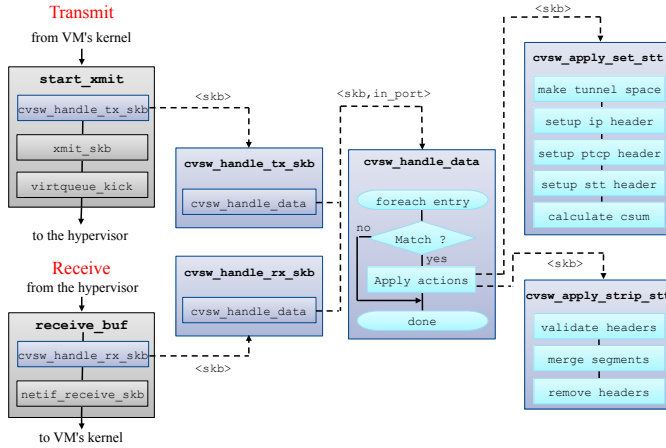 Transmit
from VM's kernel
start_xmit
cvsw_handle_tx_skb
xmit_skb
virtqueue_kick
to the hypervisor
Receive
from the hypervisor
receive_buf
cvsw_handle_rx_skb
netif_receive_skb
to VM's kernel
<skb>
cvsw_handle_tx_skb
cvsw_handle_data
cvsw_handle_rx_skb
cvsw_handle_data
<skb>
<skb,in_port>
cvsw_handle_data
foreach entry
no
Match ?
yes
Apply actions
done
<skb>
cvsw_apply_set_stt
make tunnel space
setup ip header
setup ptcp header
setup stt header
calculate csum
<skb>
cvsw_apply_strip_stt
validate headers
merge segments
remove headers